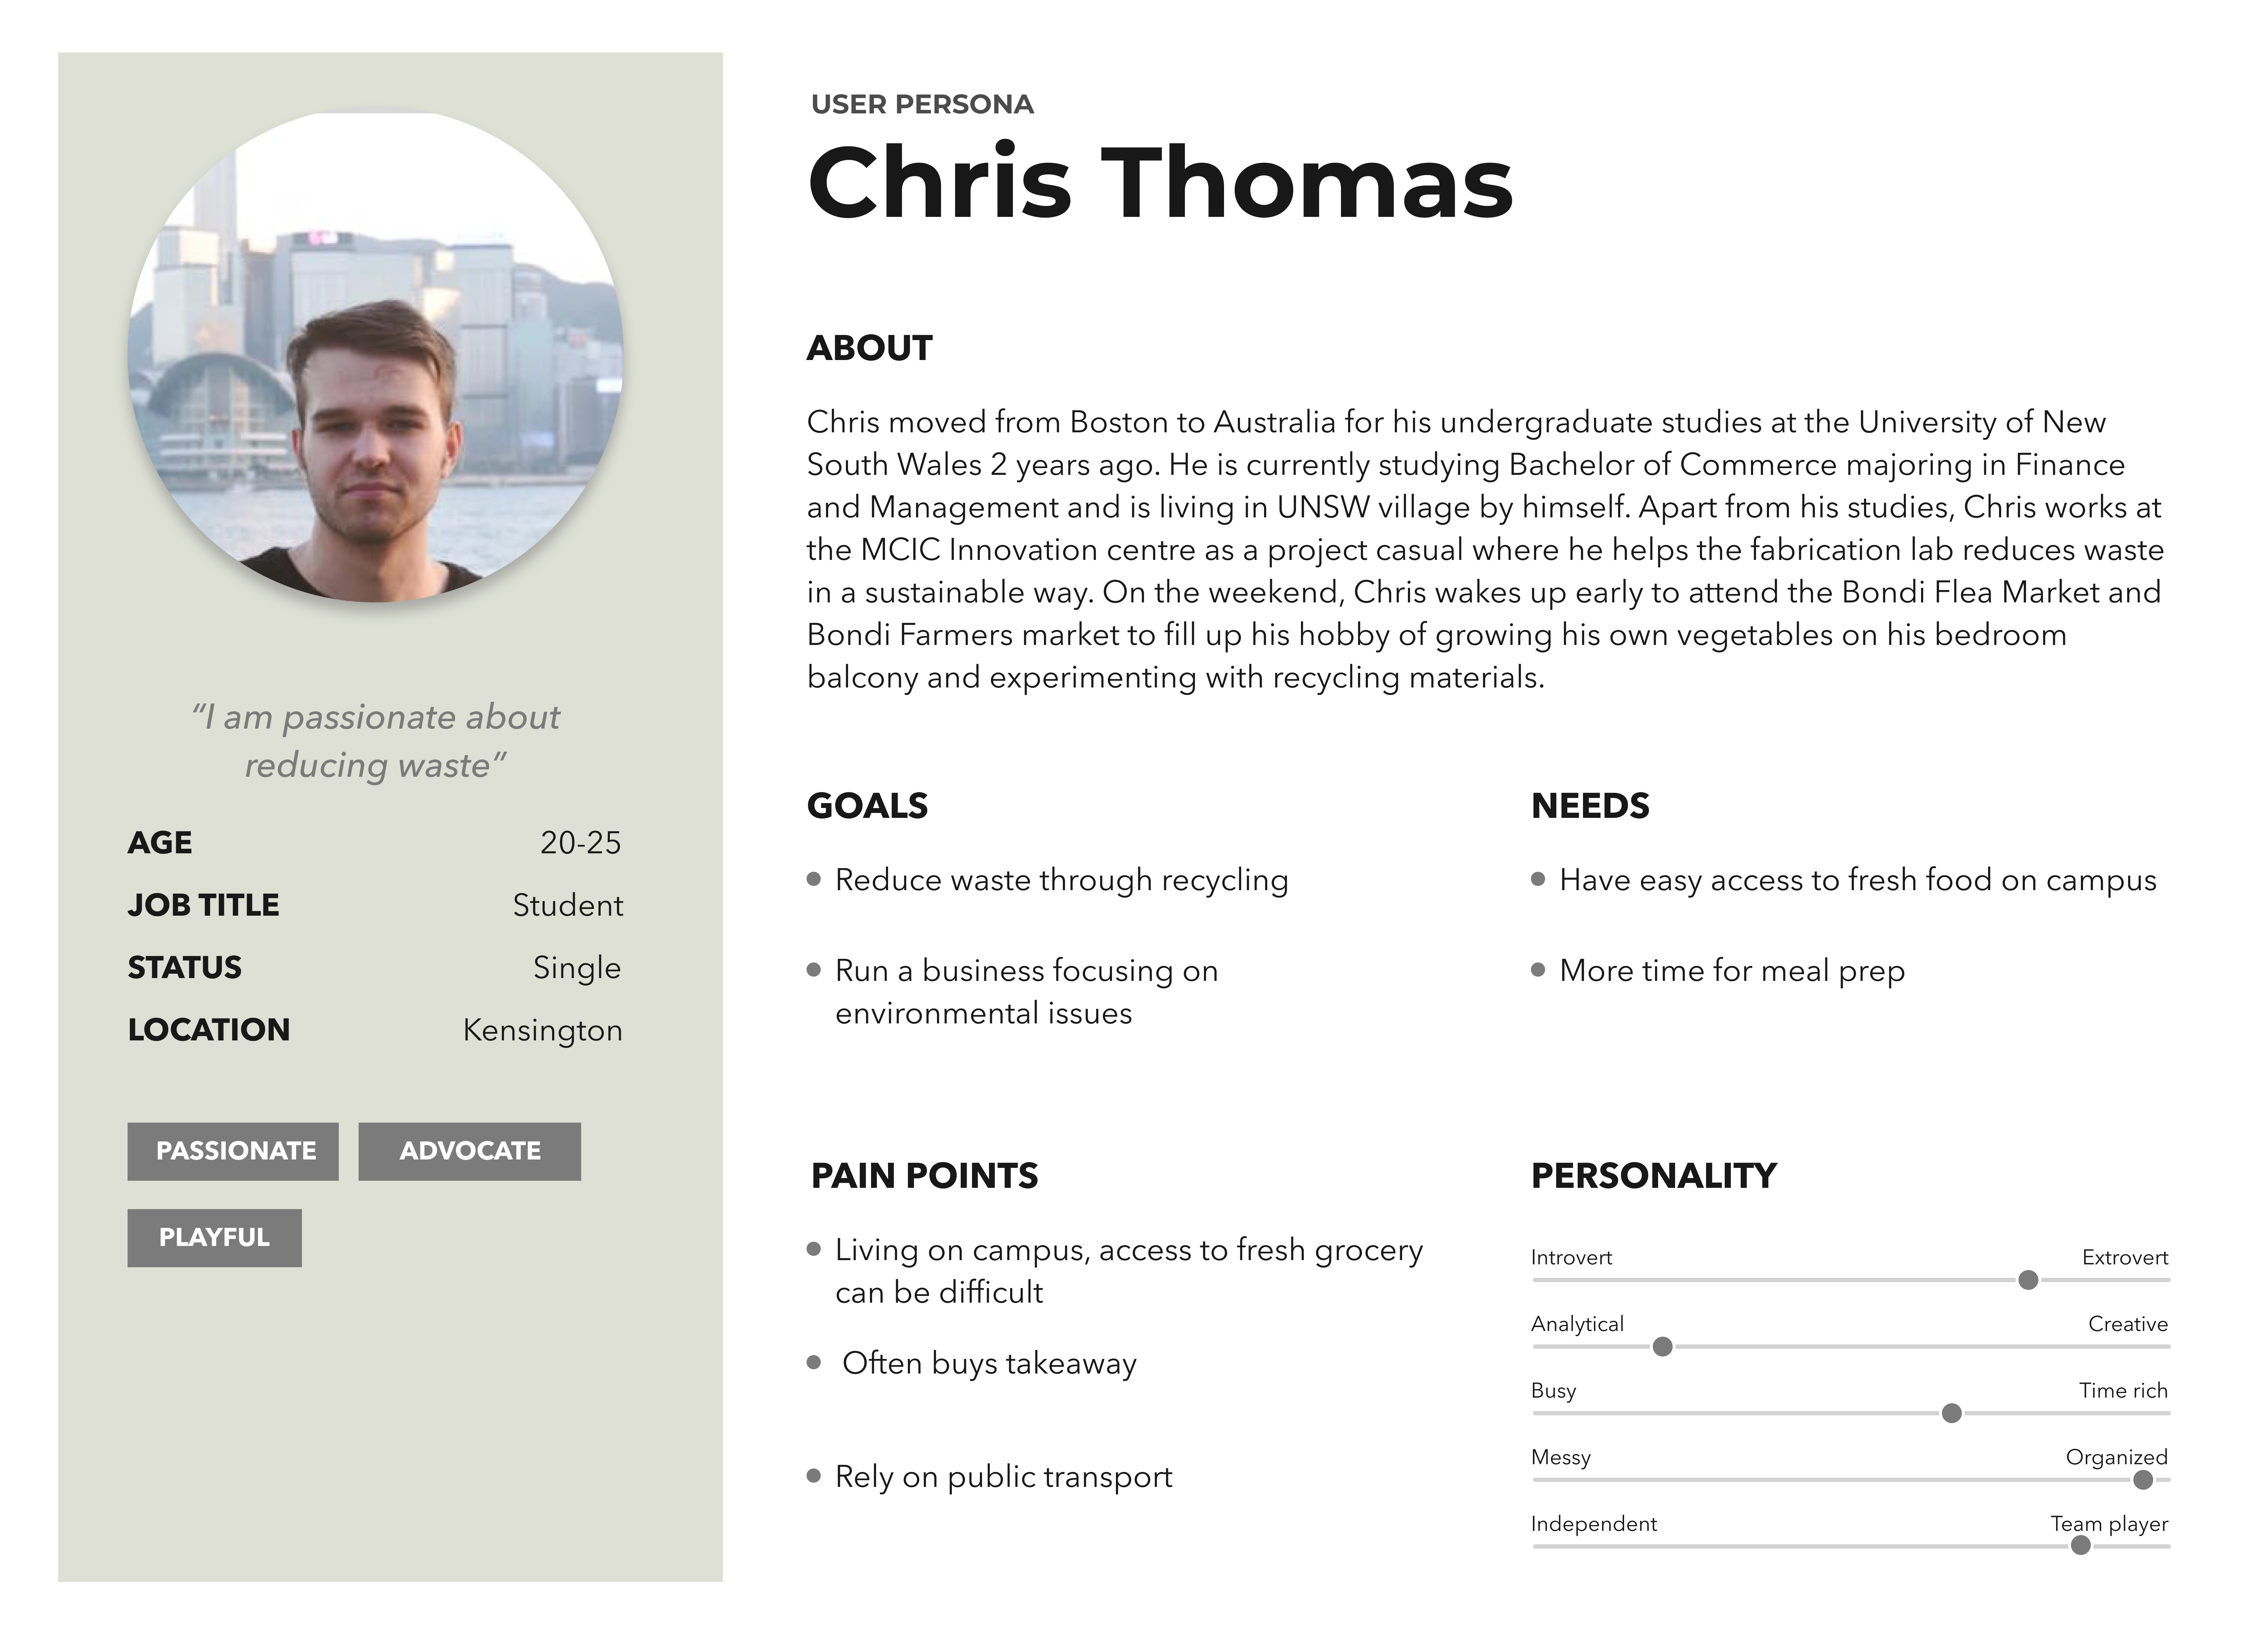 USER PERSONA
Chris Thomas
“I am passionate about
reducing waste”
AGE 20-25
JOB TITLE Student
STATUS Single
LOCATION Kensington
PASSIONATE ADVOCATE
PLAYFUL
ABOUT
Chris moved from Boston to Australia for his undergraduate studies at the University of New
South Wales 2 years ago. He is currently studying Bachelor of Commerce majoring in Finance
and Management and is living in UNSW village by himself. Apart from his studies, Chris works at
the MCIC Innovation centre as a project casual where he helps the fabrication lab reduces waste
in a sustainable way. On the weekend, Chris wakes up early to attend the Bondi Flea Market and
Bondi Farmers market to fill up his hobby of growing his own vegetables on his bedroom
balcony and experimenting with recycling materials.
GOALS
Reduce waste through recycling
Run a business focusing on
environmental issues
NEEDS
Have easy access to fresh food on campus
More time for meal prep
PAIN POINTS
Living on campus, access to fresh grocery
can be difficult
Often buys takeaway
Rely on public transport
PERSONALITY
Introvert Extrovert
Analytical Creative
Busy Time rich
Messy Organized
Independent Team player